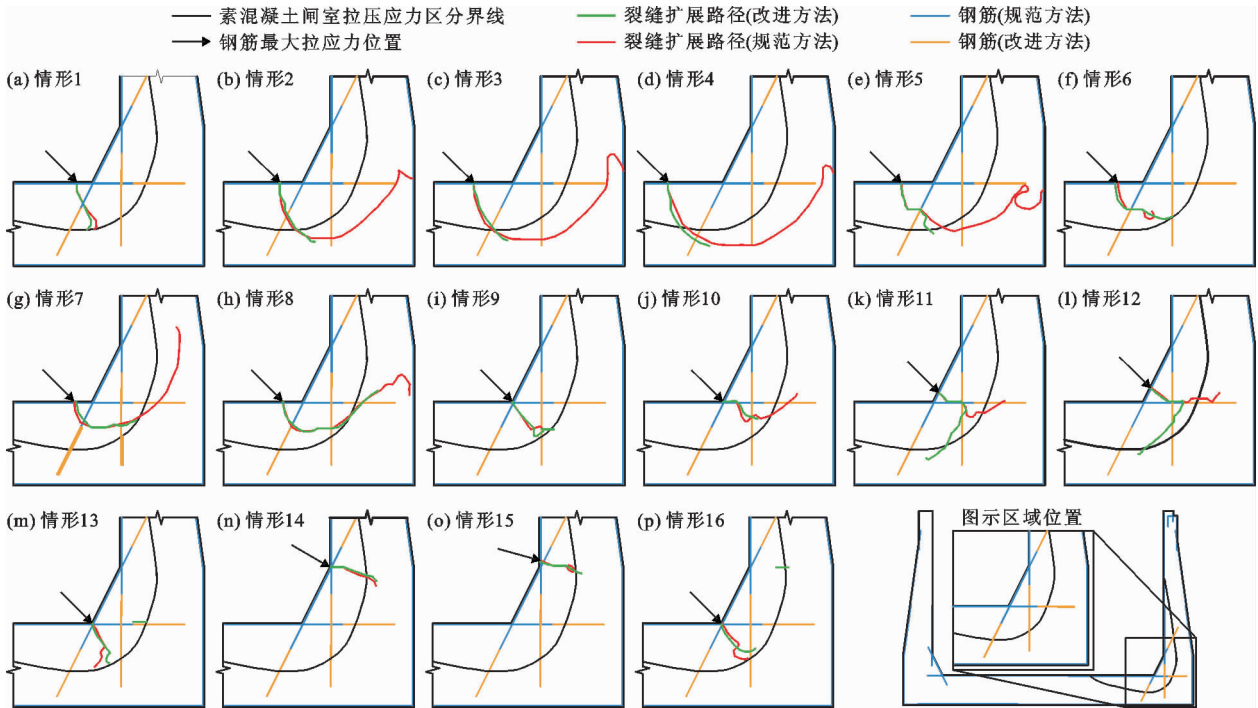 素混凝土闸室拉压应力区分界线
裂缝扩展路径(改进方法)
钢筋(规范方法)
钢筋最大拉应力位置
裂缝扩展路径(规范方法)
钢筋(改进方法)
(a) 情形1
(b) 情形2
(c) 情形3
(d) 情形4
(e) 情形5
(f) 情形6
(g) 情形7
(h) 情形8
(i) 情形9
(j) 情形10
(k) 情形11
(l) 情形12
(m) 情形13
(n) 情形14
(o) 情形15
(p) 情形16
图示区域位置